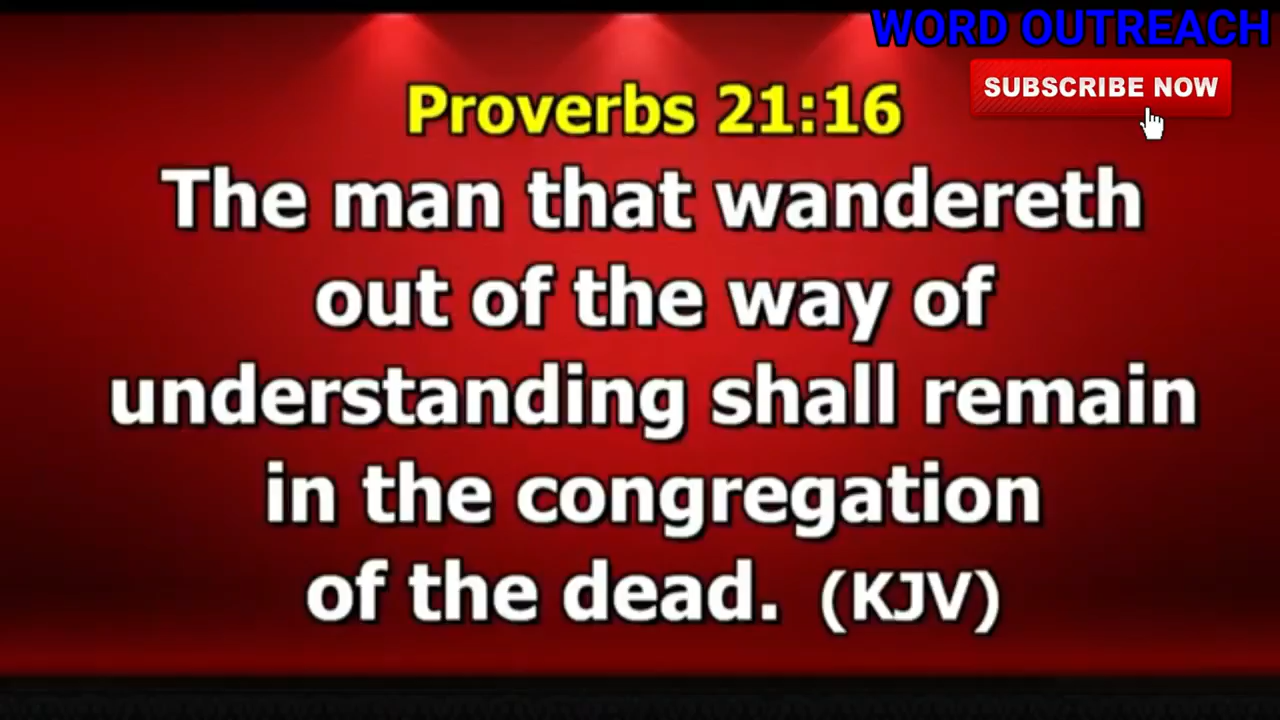 WORD OUTREACH
SUBSCRIBE NOW
Proverbs 21:16
The man that wandereth
out of the way of
understanding shall remain
in the congregation
of the dead. (KJV)